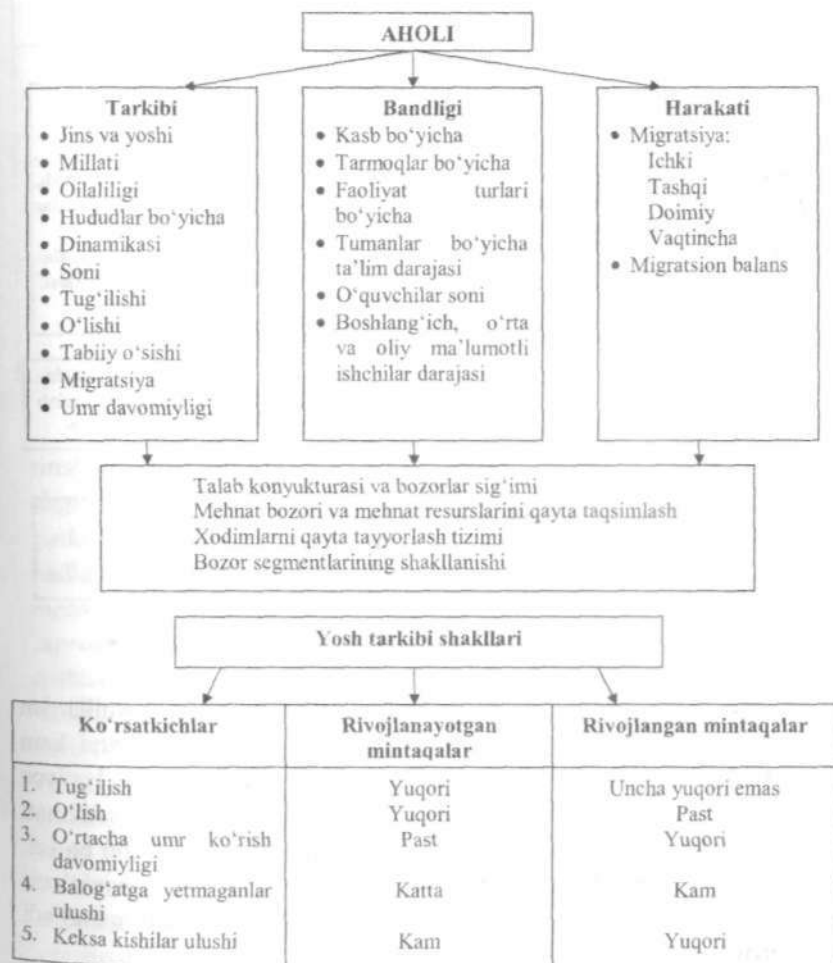 AHOLI
Tarkibi
• Jins va yoshi
• Millati
• Oilaliligi
• Hududlar bo‘yicha
• Dinamikasi
• Soni
• Tug‘ilishi
• O‘lishi
• Tabiiy o‘sishi
• Migratsiya
• Umr davomiyligi
Bandligi
• Kasb bo‘yicha
• Tarmoqlar bo‘yicha
• Faoliyat turlari
bo‘yicha
• Tumanlar bo‘yicha
ta’lim darajasi
• O‘quvchilar soni
• Boshlang‘ich, o‘rta
va oliy ma’lumotli
ishchilar darajasi
Harakati
• Migratsiya:
Ichki
Tashqi
Doimiy
Vaqtincha
• Migratsion balans
Talab konyukturasi va bozorlar sig‘imi
Mehnat bozori va mehnat resurslarini qayta taqsimlash
Xodimlarni qayta tayyorlash tizimi
Bozor segmentlarining shakllanishi
Yosh tarkibi shakllari
Ko‘rsatkichlar
Rivojlanayotgan
mintaqalar
Rivojlangan mintaqalar
1. Tug‘ilish Yuqori Uncha yuqori emas
2. O‘lish Yuqori Past
3. O‘rtacha umr ko‘rish Past Yuqori
davomiyligi
4. Balog‘atga yetmaganlar Katta Kam
ulushi
5. Keksa kishilar ulushi Kam Yuqori